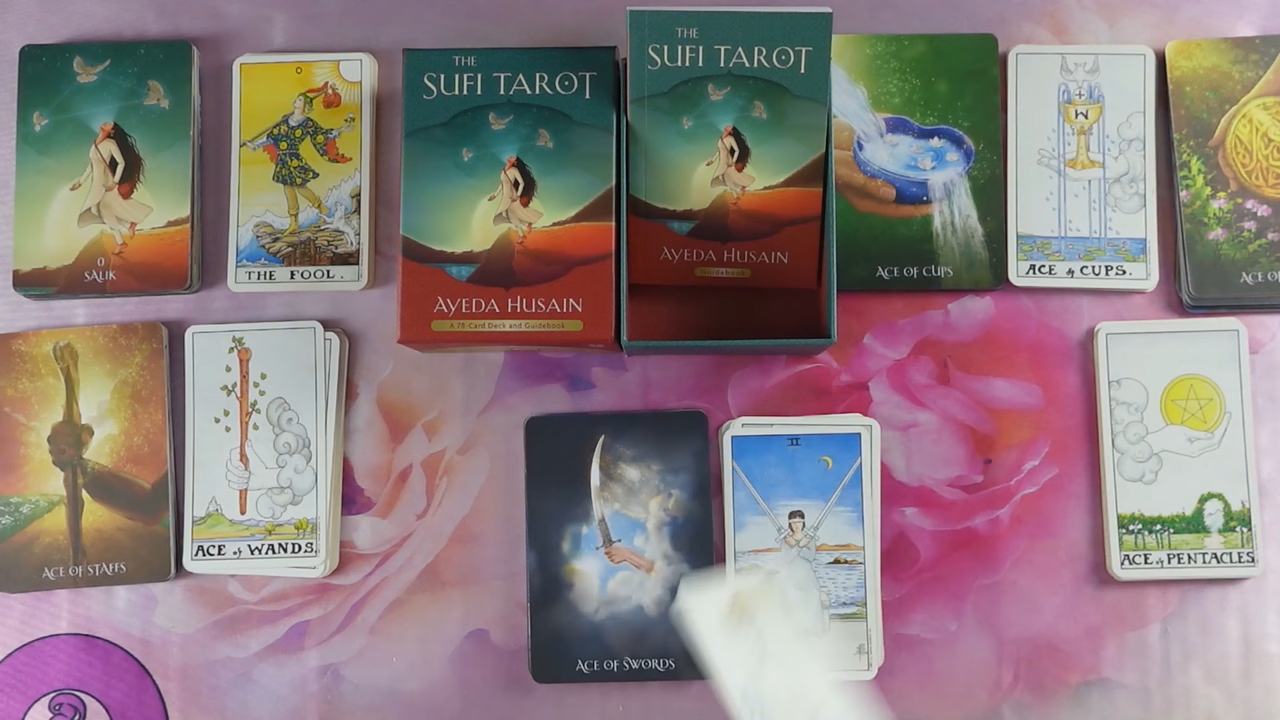 0
SALIK
0
THE FOOL.
THE
SUFI TAROT
AYEDA HUSAIN
A 78-Card Deck and Guidebook
THE
SUFI TAROT
AYEDA HUSAIN
Guidebook
ACE OF CUPS
W
ACE of CUPS.
ACE OF
ACE OF STAFFS
ACE of WANDS.
ACE OF SWORDS
II
ACE of PENTACLES